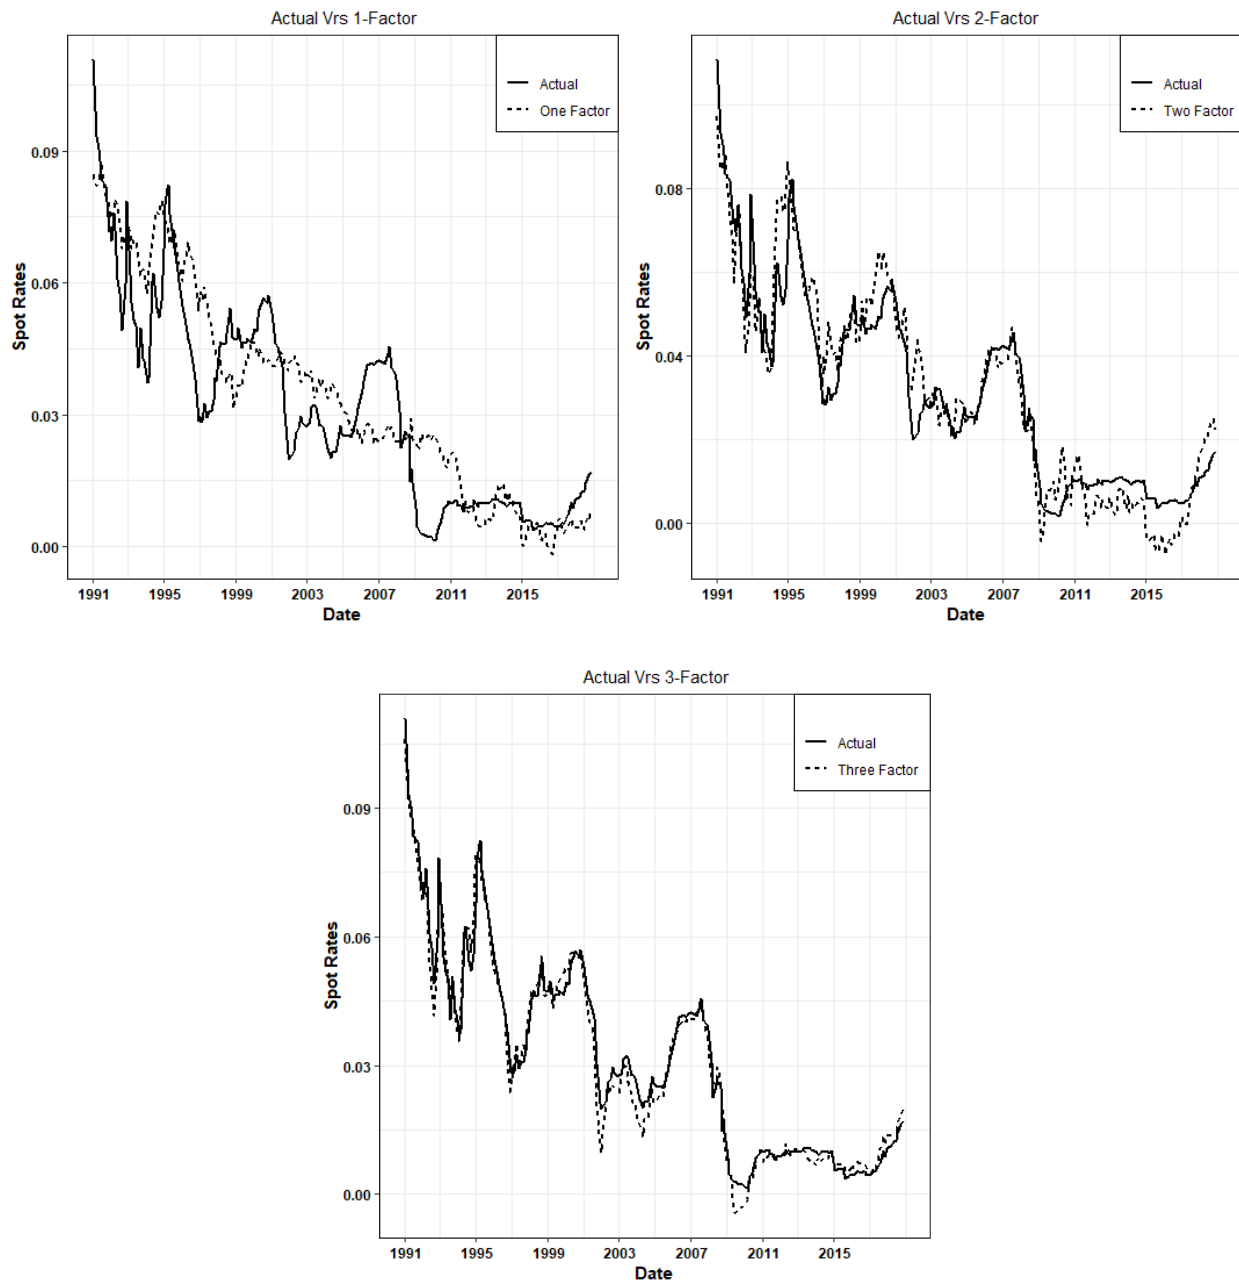 Actual Vrs 1-Factor
Actual
One Factor
0.09
0.06
0.03
0.00
Spot Rates
1991 1995 1999 2003 2007 2011 2015
Date
Actual Vrs 2-Factor
Actual
Two Factor
0.08
0.04
0.00
Spot Rates
1991 1995 1999 2003 2007 2011 2015
Date
Actual Vrs 3-Factor
Actual
Three Factor
0.09
0.06
0.03
0.00
Spot Rates
1991 1995 1999 2003 2007 2011 2015
Date